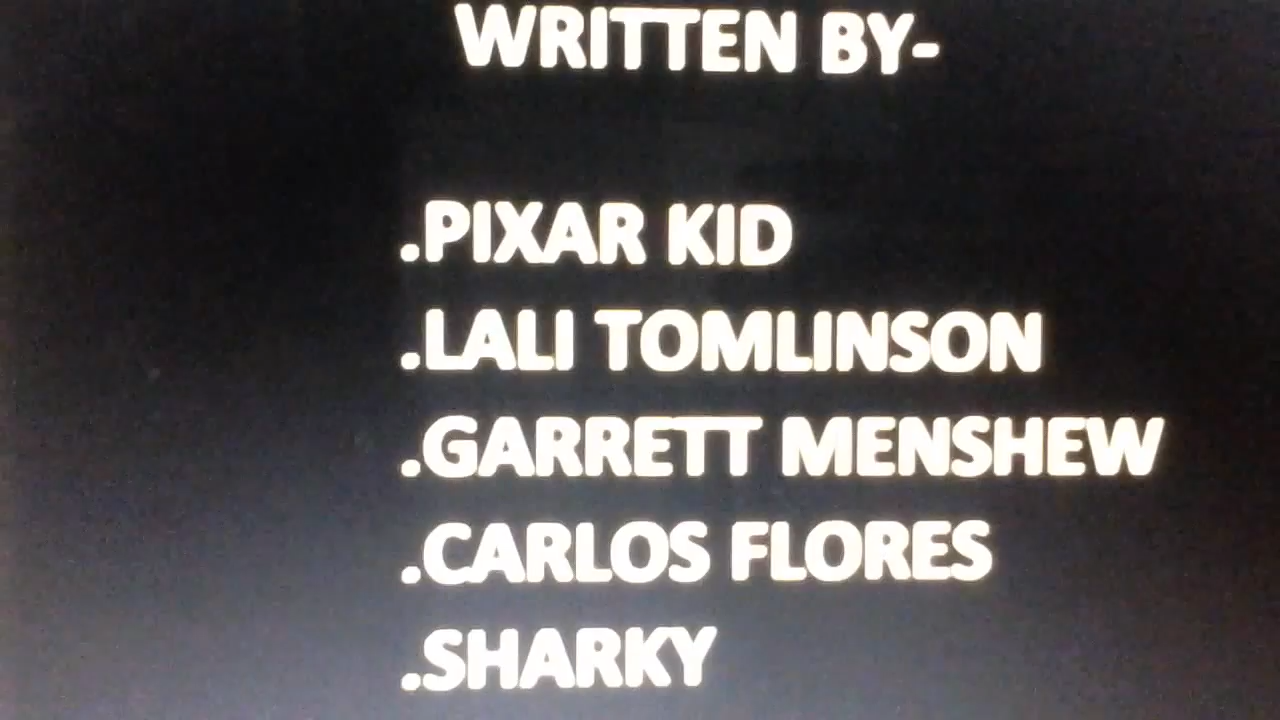 WRITTEN BY-
.PIXAR KID
.LALI TOMLINSON
.GARRETT MENSHEW
.CARLOS FLORES
.SHARKY